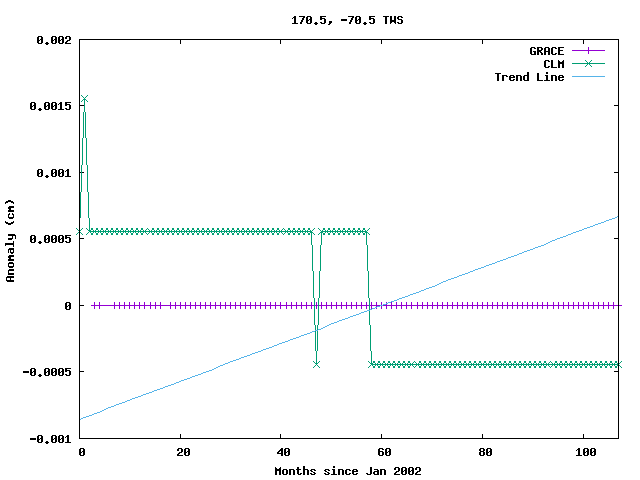 170.5, -70.5 TWS
GRACE
CLM
Trend Line
0.002
0.0015
0.001
0.0005
0
-0.0005
-0.001
Anomaly (cm)
0 20 40 60 80 100
Months since Jan 2002